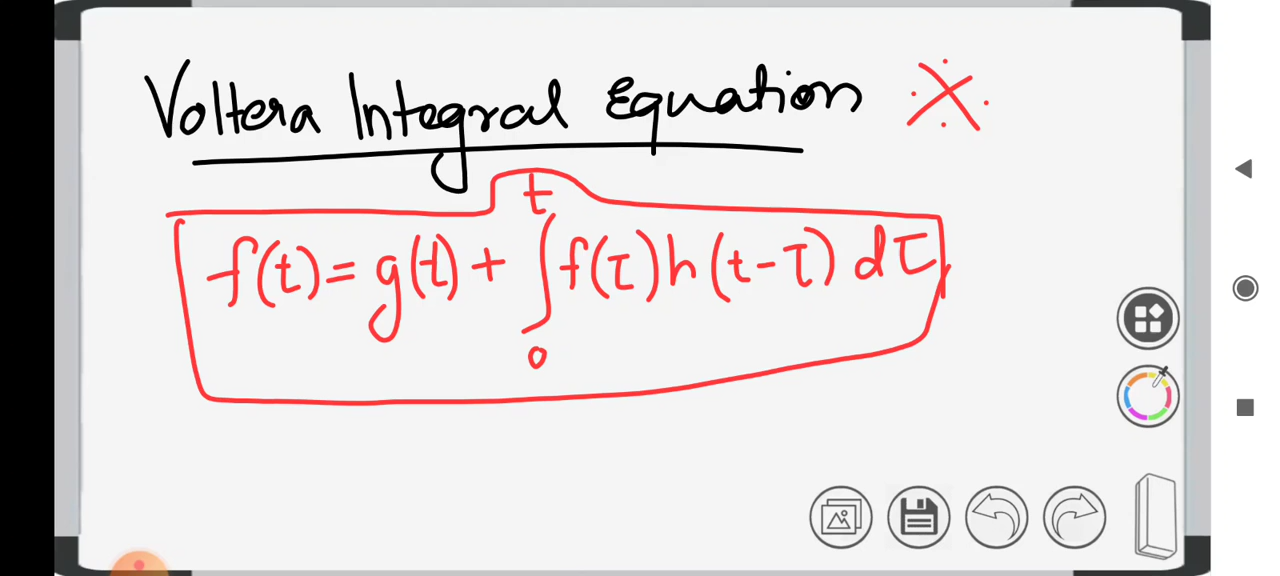 Voltera Integral Equation ※
f(t) = g(t) + ∫₀ᵗ f(τ) h(t-τ) dτ